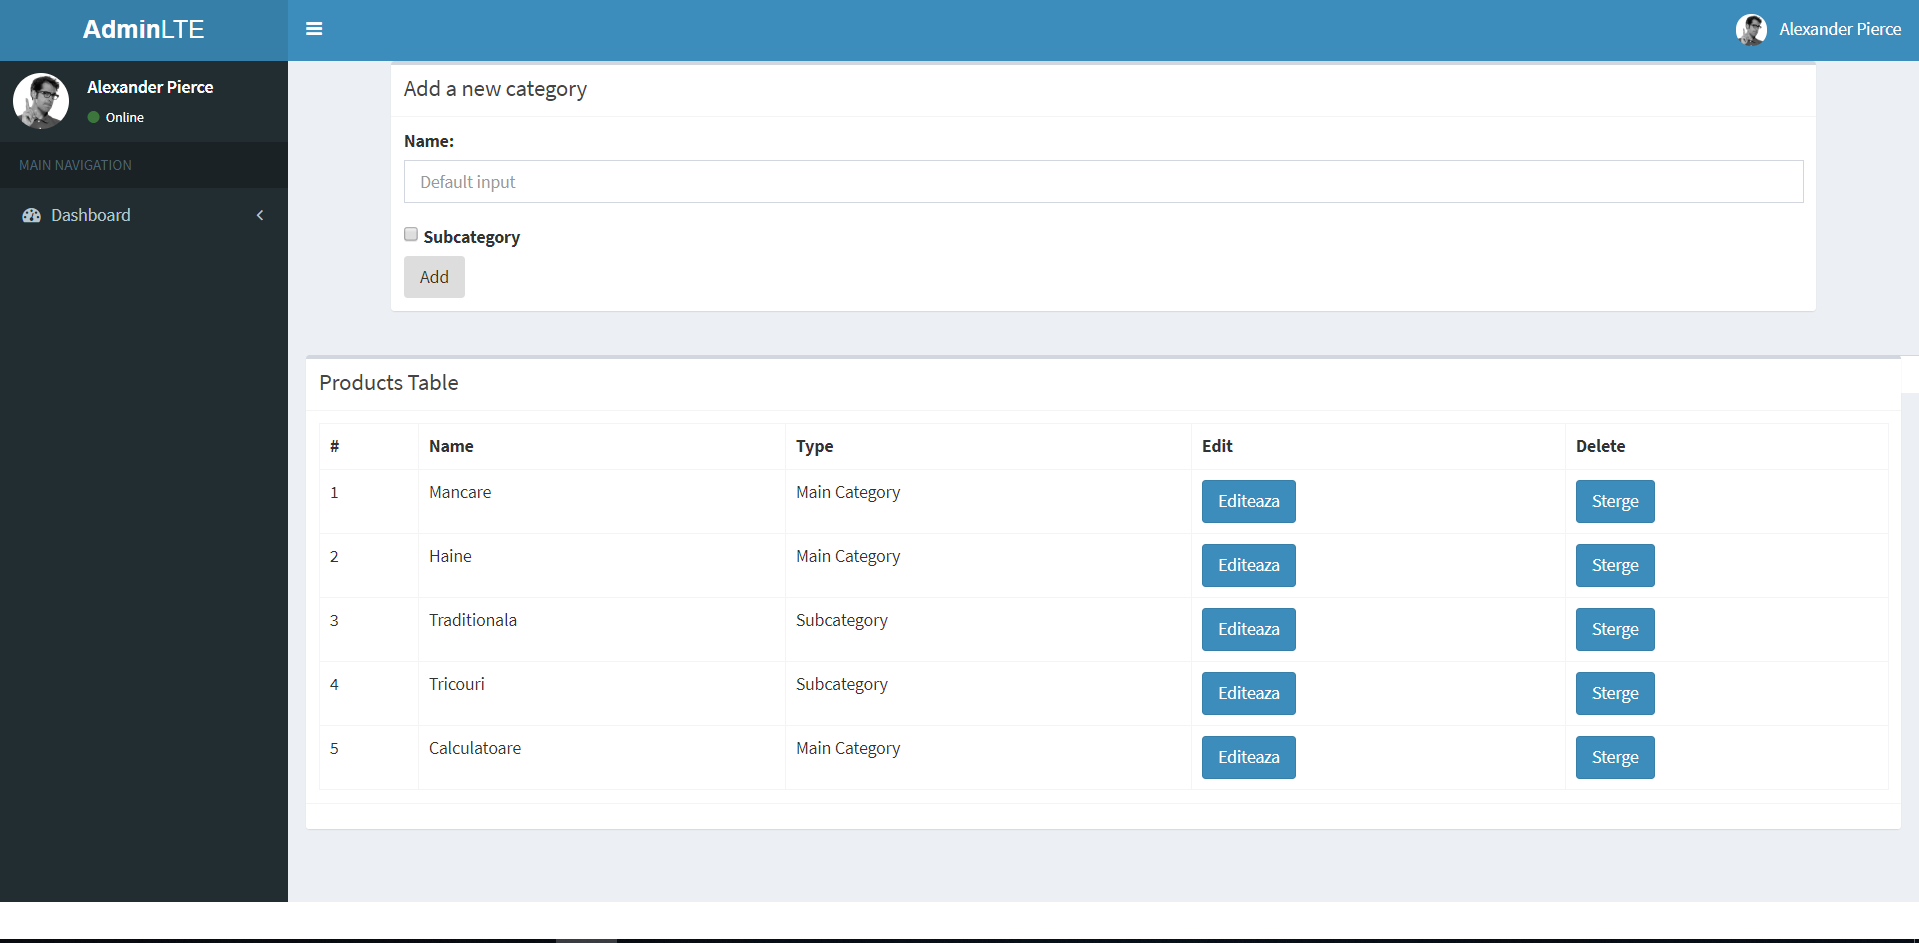 AdminLTE
Alexander Pierce
Alexander Pierce
Online
MAIN NAVIGATION
Dashboard
Add a new category
Name:
Default input
Subcategory
Add
Products Table
# Name Type Edit Delete
1 Mancare Main Category Editeaza Sterge
2 Haine Main Category Editeaza Sterge
3 Traditionala Subcategory Editeaza Sterge
4 Tricouri Subcategory Editeaza Sterge
5 Calculatoare Main Category Editeaza Sterge